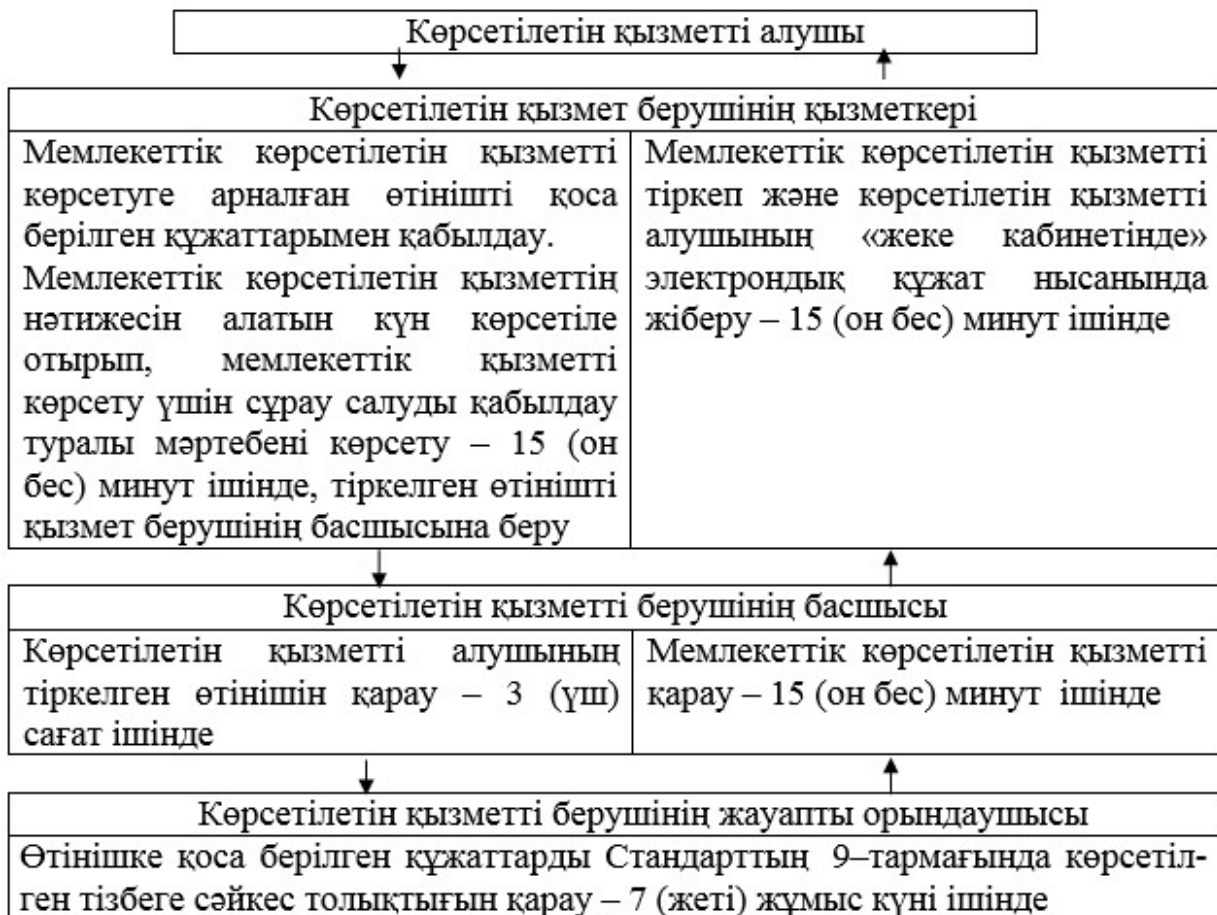 Көрсетілетін қызметті алушы
Көрсетілетін қызмет берушінің қызметкері
Мемлекеттік көрсетілетін қызметті
көрсетуге арналған өтінішті қоса
берілген құжаттарымен қабылдау.
Мемлекеттік көрсетілетін қызметтің
нәтижесін алатын күн көрсетіле
отырып, мемлекеттік қызметті
көрсету үшін сұрау салуды қабылдау
туралы мәртебені көрсету – 15 (он
бес) минут ішінде, тіркелген өтінішті
қызмет берушінің басшысына беру
Мемлекеттік көрсетілетін қызметті
тіркеп және көрсетілетін қызметті
алушының «жеке кабинетінде»
электрондық құжат нысанында
жіберу – 15 (он бес) минут ішінде
Көрсетілетін қызметті берушінің басшысы
Көрсетілетін қызметті алушының
тіркелген өтінішін қарау – 3 (үш)
сағат ішінде
Мемлекеттік көрсетілетін қызметті
қарау – 15 (он бес) минут ішінде
Көрсетілетін қызметті берушінің жауапты орындаушысы
Өтінішке қоса берілген құжаттарды Стандарттың 9–тармағында көрсетіл-
ген тізбеге сәйкес толықтығын қарау – 7 (жеті) жұмыс күні ішінде